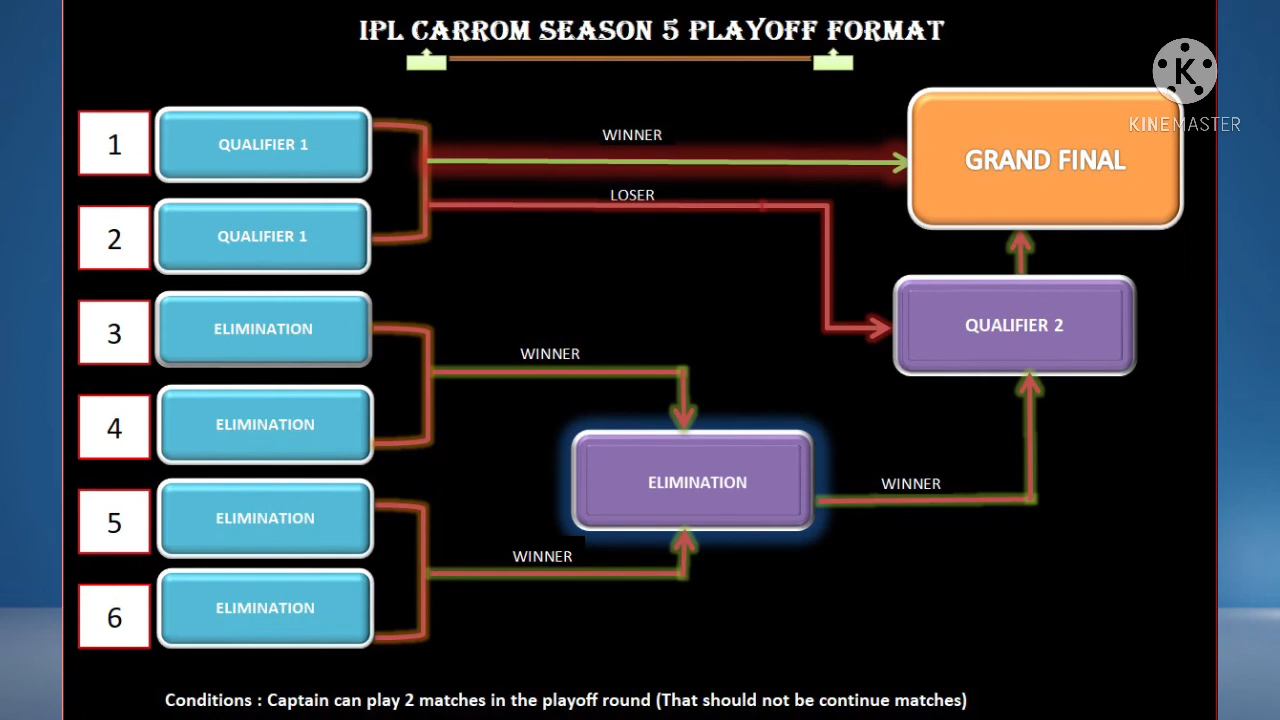 IPL CARROM SEASON 5 PLAYOFF FORMAT
K
KINEMASTER
1
QUALIFIER 1
WINNER
GRAND FINAL
LOSER
2
QUALIFIER 1
3
ELIMINATION
QUALIFIER 2
WINNER
4
ELIMINATION
ELIMINATION
WINNER
5
ELIMINATION
WINNER
6
ELIMINATION
Conditions : Captain can play 2 matches in the playoff round (That should not be continue matches)